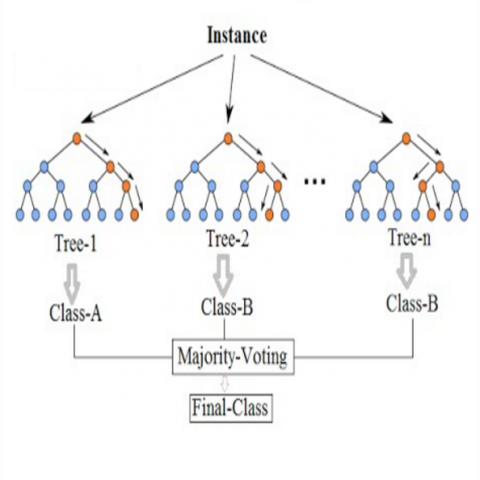 Instance
...
Tree-1
Tree-2
Tree-n
Class-A
Class-B
Class-B
Majority-Voting
Final-Class